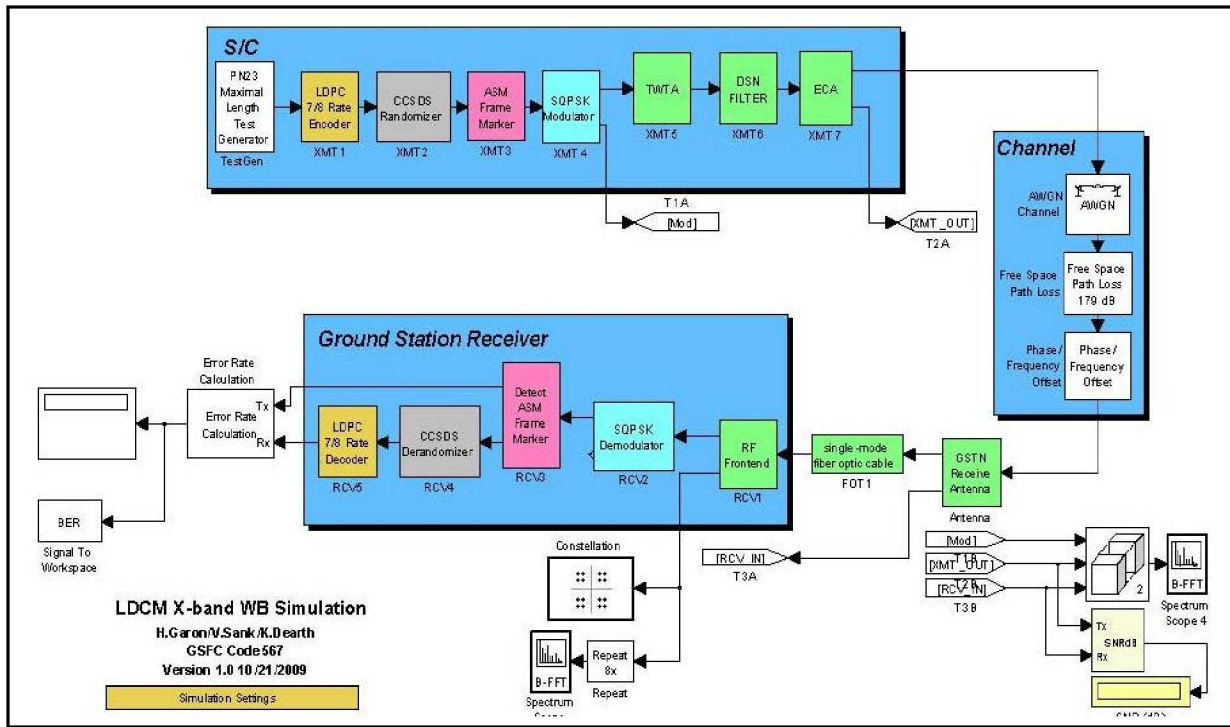 S/C
PN23
Maximal
Length
Test
Generator
TestGen
LDPC
7/8 Rate
Encoder
XMT1
CCSDS
Randomizer
XMT2
ASM
Frame
Marker
XMT3
SQPSK
Modulator
XMT4
TWTA
XMT5
DSN
FILTER
XMT6
ECA
XMT7
T1A
[Mod]
[XMT_OUT]
T2A
Channel
AWGN
Channel
AWGN
Free Space
Path Loss
Free Space
Path Loss
179 dB
Phase/
Frequency
Offset
Phase/
Frequency
Offset
Ground Station Receiver
Error Rate
Calculation
Error Rate
Calculation
Tx
Rx
LDPC
7/8 Rate
Decoder
RCV5
CCSDS
Derandomizer
RCV4
Detect
ASM
Frame
Marker
RCV3
SQPSK
Demodulator
RCV2
RF
Frontend
RCV1
single-mode
fiber optic cable
FOT1
GSTN
Receive
Antenna
Antenna
BER
Signal To
Workspace
Constellation
[RCV_IN]
T3A
[Mod]
T1B
[XMT_OUT]
T2B
[RCV_IN]
T3B
2
B-FFT
Spectrum
Scope 4
Tx
Rx
SNRdB
Repeat
8x
Repeat
B-FFT
Spectrum
LDCM X-band WB Simulation
H.Garon/V.Sank/K.Dearth
GSFC Code 567
Version 1.0 10/21/2009
Simulation Settings